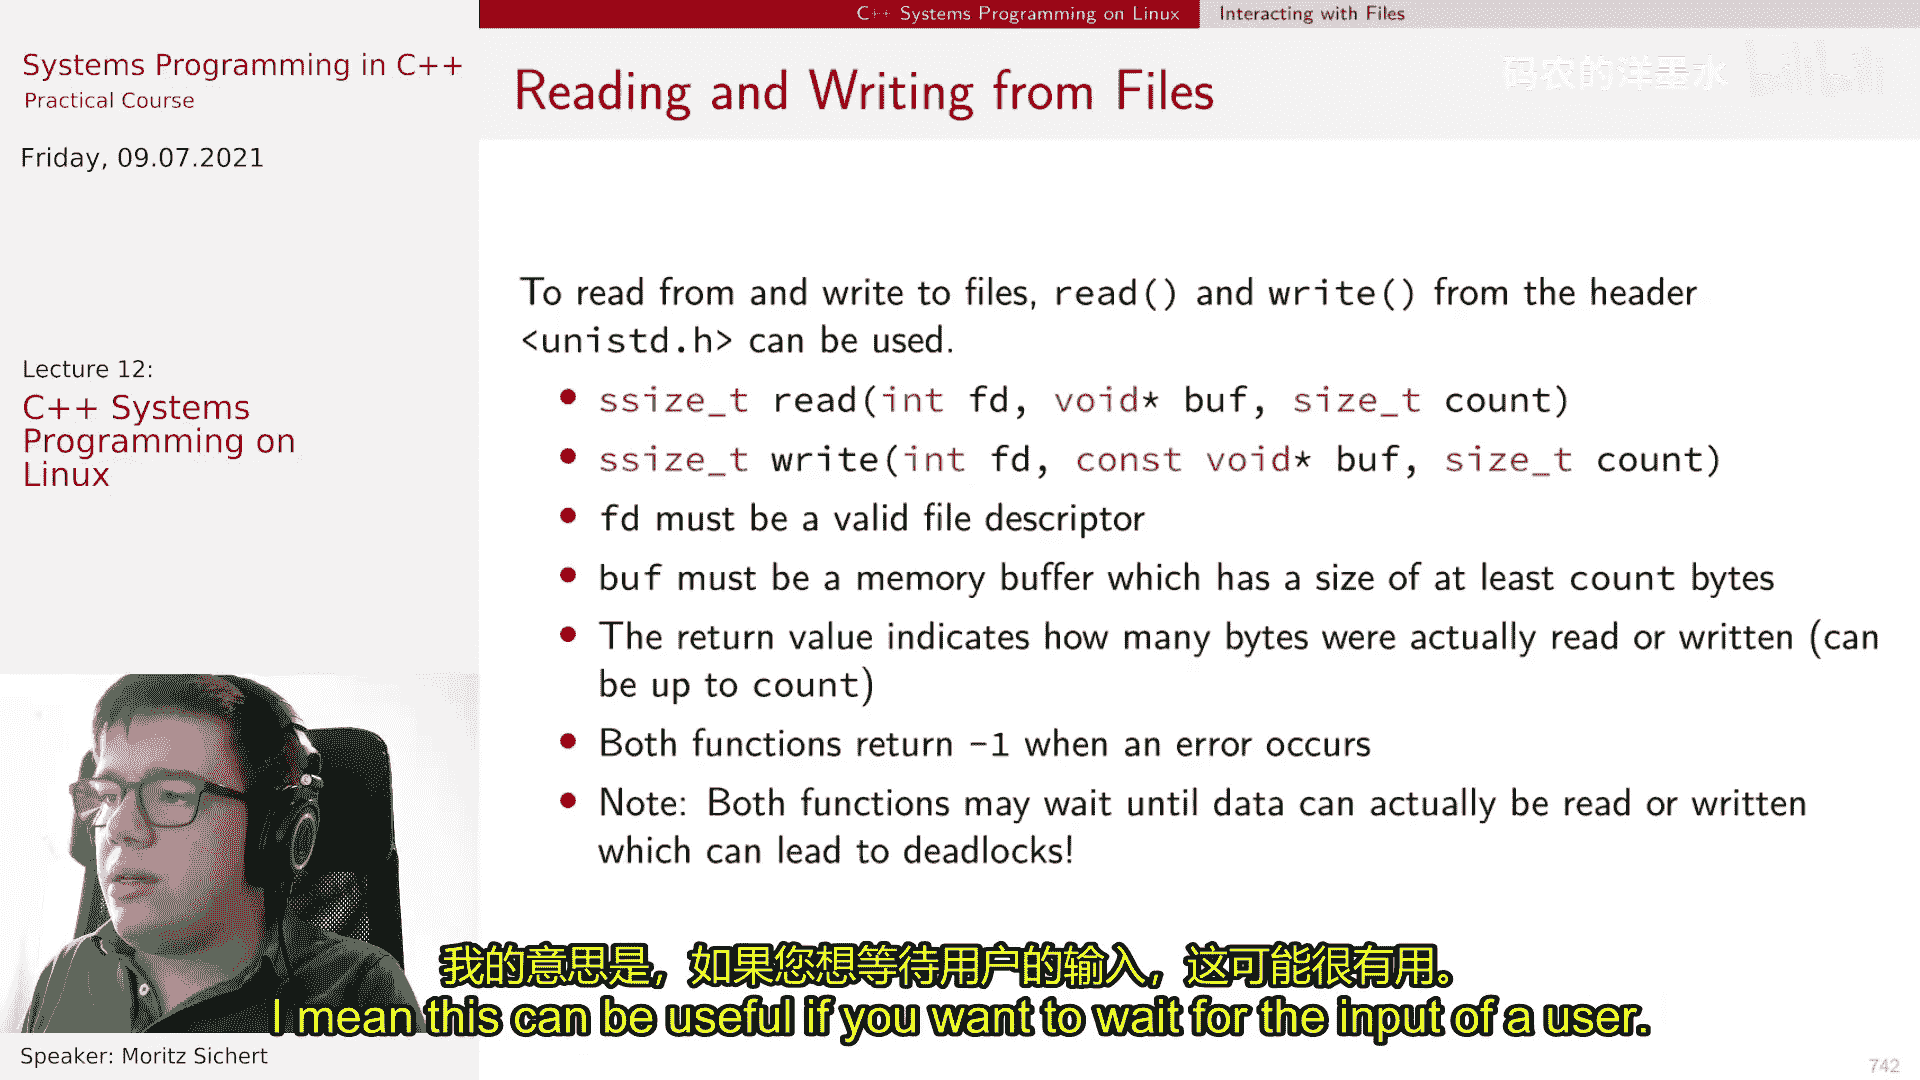 C++ Systems Programming on Linux Interacting with Files
Systems Programming in C++
Practical Course
Friday, 09.07.2021
Reading and Writing from Files
码农的洋墨水 bilibili
To read from and write to files, read() and write() from the header
<unistd.h> can be used.
ssize_t read(int fd, void* buf, size_t count)
ssize_t write(int fd, const void* buf, size_t count)
fd must be a valid file descriptor
buf must be a memory buffer which has a size of at least count bytes
The return value indicates how many bytes were actually read or written (can
be up to count)
Both functions return -1 when an error occurs
Note: Both functions may wait until data can actually be read or written
which can lead to deadlocks!
Lecture 12:
C++ Systems
Programming on
Linux
我的意思是，如果您想等待用户的输入，这可能很有用。
I mean this can be useful if you want to wait for the input of a user.
Speaker: Moritz Sichert
742